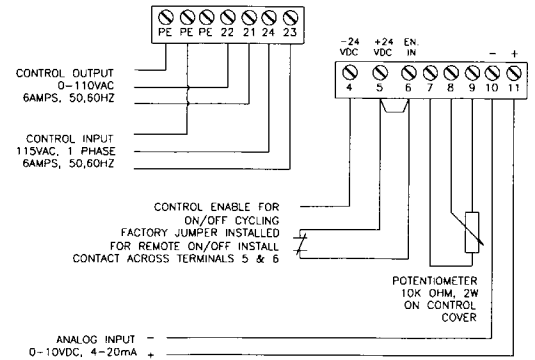 PE PE PE 22 21 24 23
CONTROL OUTPUT
0-110VAC
6AMPS, 50,60HZ
CONTROL INPUT
115VAC, 1 PHASE
6AMPS, 50,60HZ
-24 +24 EN. - +
VDC VDC IN
4 5 6 7 8 9 10 11
CONTROL ENABLE FOR
ON/OFF CYCLING
FACTORY JUMPER INSTALLED
FOR REMOTE ON/OFF INSTALL
CONTACT ACROSS TERMINALS 5 & 6
POTENTIOMETER
10K OHM, 2W
ON CONTROL
COVER
ANALOG INPUT -
0-10VDC, 4-20mA +